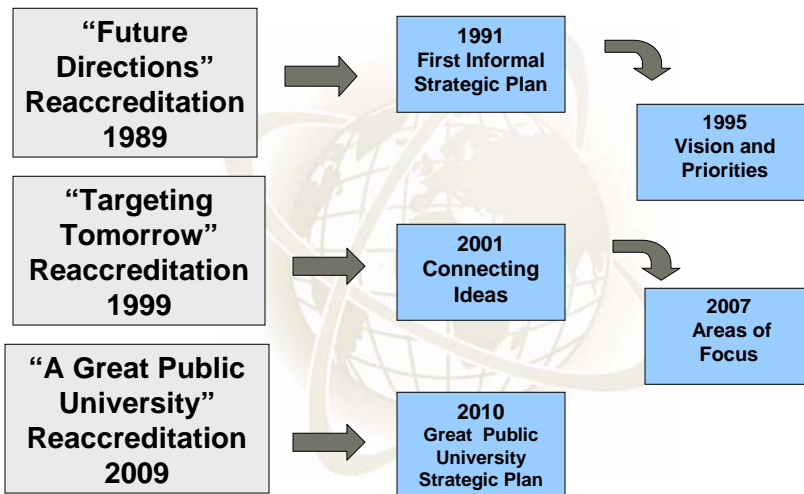 “Future
Directions”
Reaccreditation
1989
1991
First Informal
Strategic Plan
1995
Vision and
Priorities
“Targeting
Tomorrow”
Reaccreditation
1999
2001
Connecting
Ideas
2007
Areas of
Focus
“A Great Public
University”
Reaccreditation
2009
2010
Great  Public
University
Strategic Plan